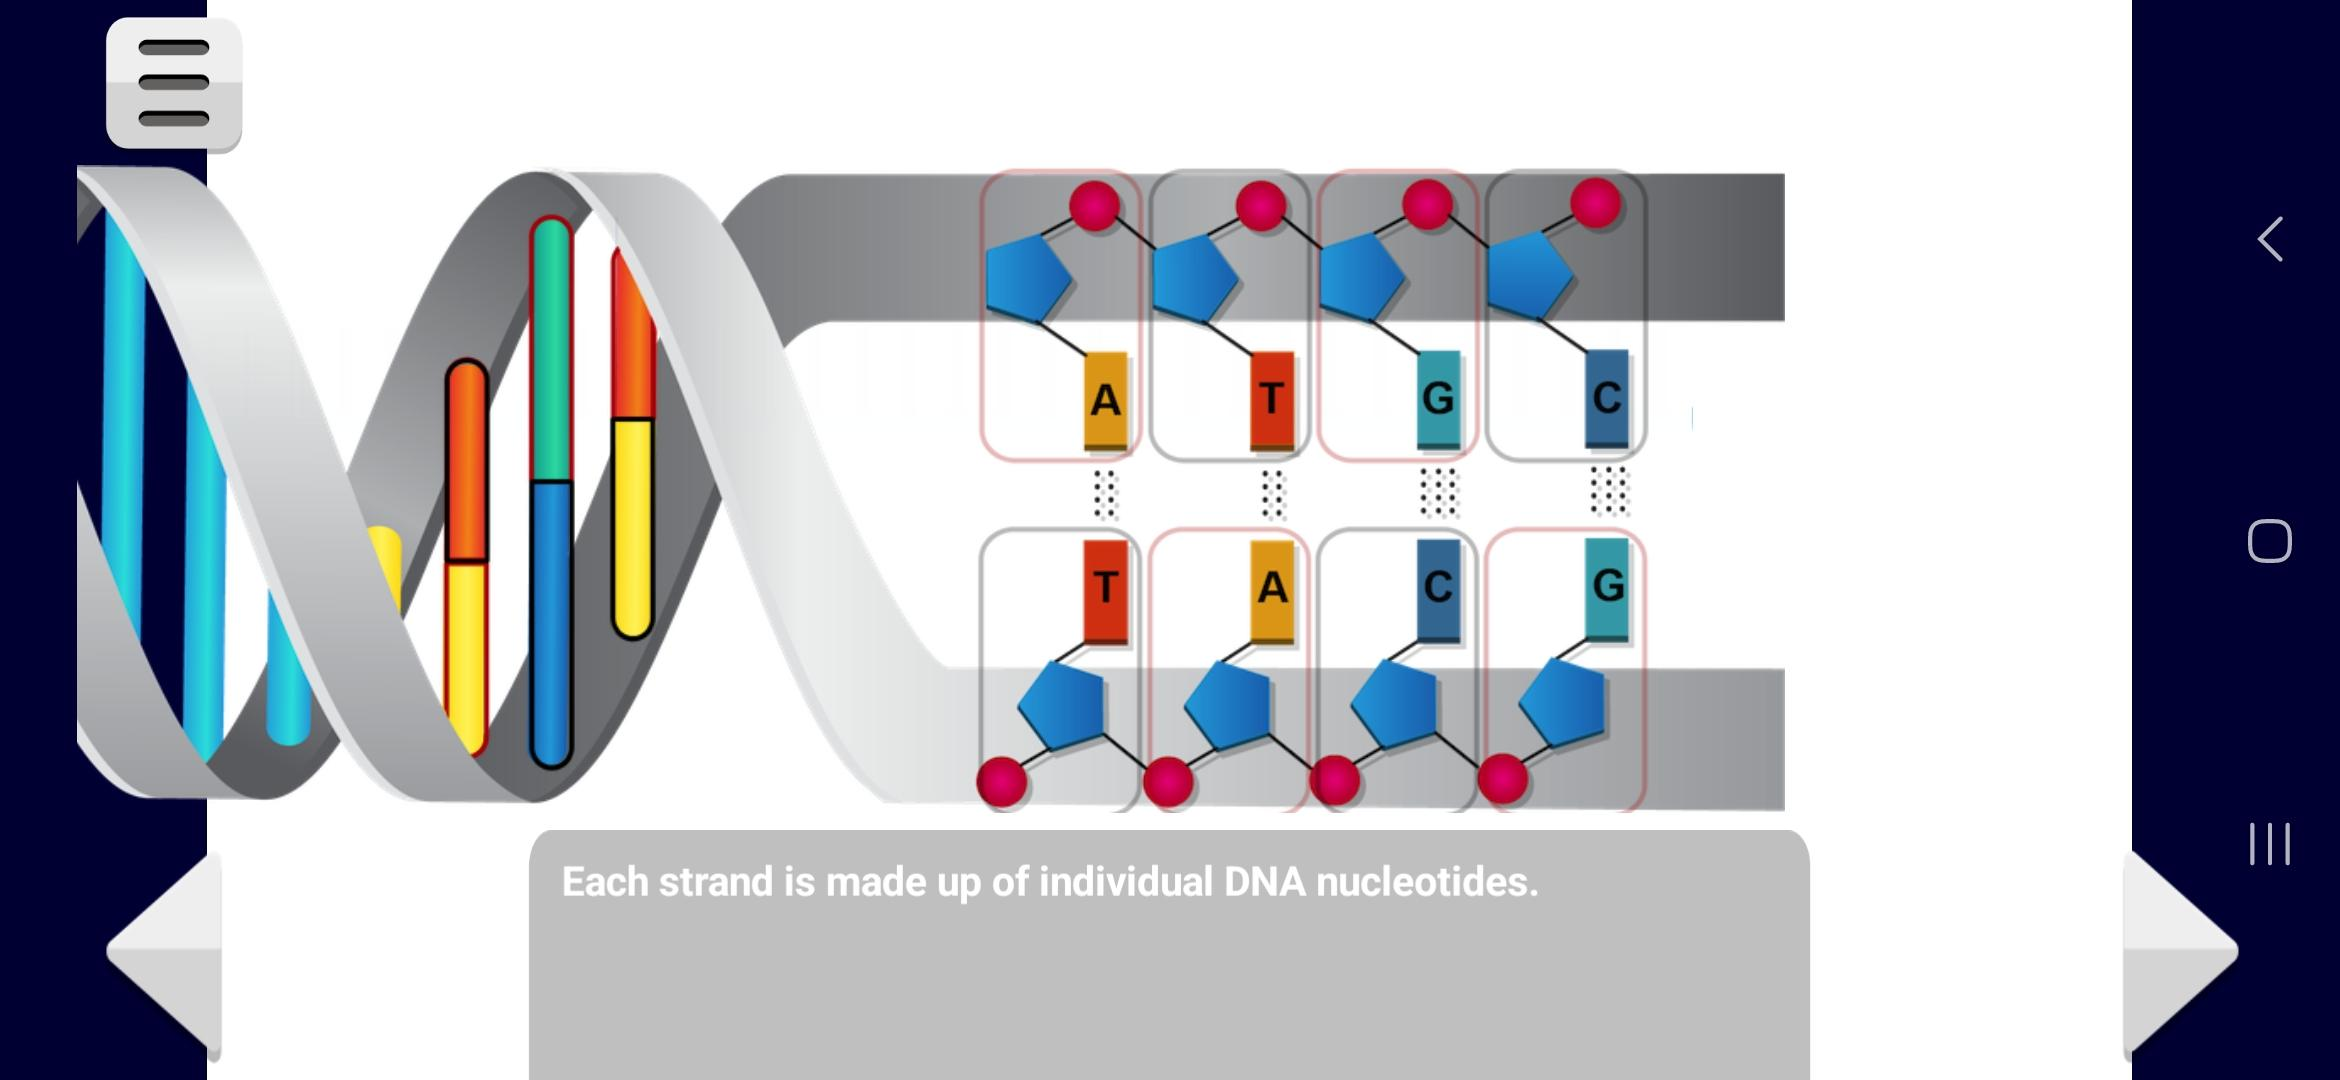 A T G C
T A C G
Each strand is made up of individual DNA nucleotides.